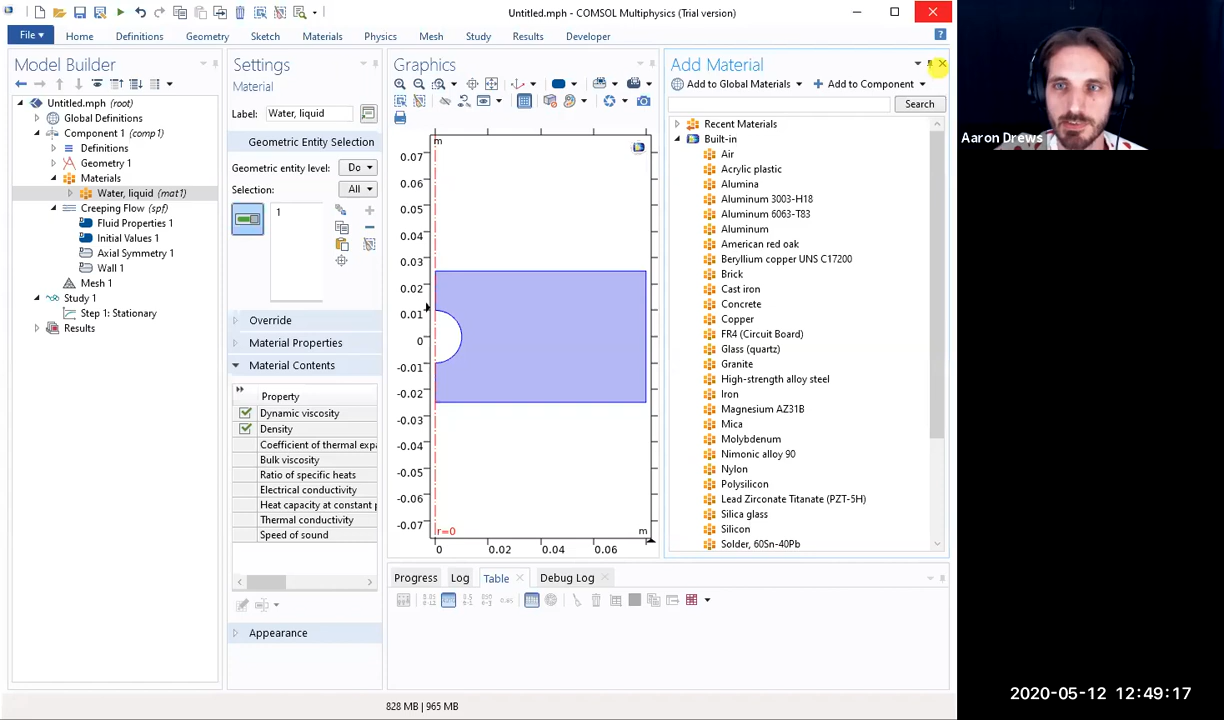 Untitled.mph - COMSOL Multiphysics (Trial version)
File
Home
Definitions
Geometry
Sketch
Materials
Physics
Mesh
Study
Results
Developer
Model Builder
Untitled.mph (root)
Global Definitions
Component 1 (comp1)
Definitions
Geometry 1
Materials
Water, liquid (mat1)
Creeping Flow (spf)
Fluid Properties 1
Initial Values 1
Axial Symmetry 1
Wall 1
Mesh 1
Study 1
Step 1: Stationary
Results
Settings
Material
Label: Water, liquid
Geometric Entity Selection
Geometric entity level: Do
Selection: All
1
Override
Material Properties
Material Contents
Property
Dynamic viscosity
Density
Coefficient of thermal expa
Bulk viscosity
Ratio of specific heats
Electrical conductivity
Heat capacity at constant p
Thermal conductivity
Speed of sound
Appearance
Graphics
m
0.07
0.06
0.05
0.04
0.03
0.02
0.01
0
-0.01
-0.02
-0.03
-0.04
-0.05
-0.06
-0.07
r=0
m
0 0.02 0.04 0.06
Add Material
Add to Global Materials
Add to Component
Search
Recent Materials
Built-in
Air
Acrylic plastic
Alumina
Aluminum 3003-H18
Aluminum 6063-T83
Aluminum
American red oak
Beryllium copper UNS C17200
Brick
Cast iron
Concrete
Copper
FR4 (Circuit Board)
Glass (quartz)
Granite
High-strength alloy steel
Iron
Magnesium AZ31B
Mica
Molybdenum
Nimonic alloy 90
Nylon
Polysilicon
Lead Zirconate Titanate (PZT-5H)
Silica glass
Silicon
Solder, 60Sn-40Pb
Progress
Log
Table
Debug Log
828 MB | 965 MB
Aaron Drews
2020-05-12 12:49:17